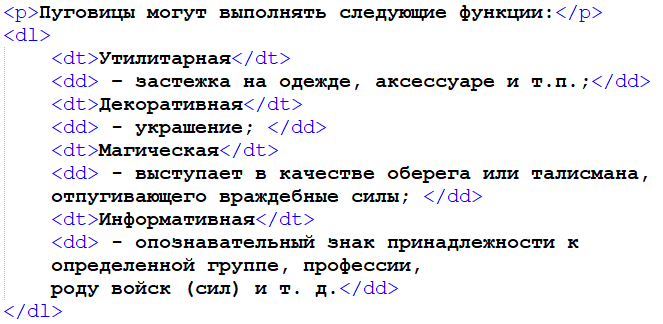 <p>Пуговицы могут выполнять следующие функции:</p>
<dl>
<dt>Утилитарная</dt>
<dd> – застежка на одежде, аксессуаре и т.п.;</dd>
<dt>Декоративная</dt>
<dd> - украшение; </dd>
<dt>Магическая</dt>
<dd> - выступает в качестве оберега или талисмана,
отпугивающего враждебные силы; </dd>
<dt>Информативная</dt>
<dd> - опознавательный знак принадлежности к
определенной группе, профессии,
роду войск (сил) и т. д.</dd>
</dl>